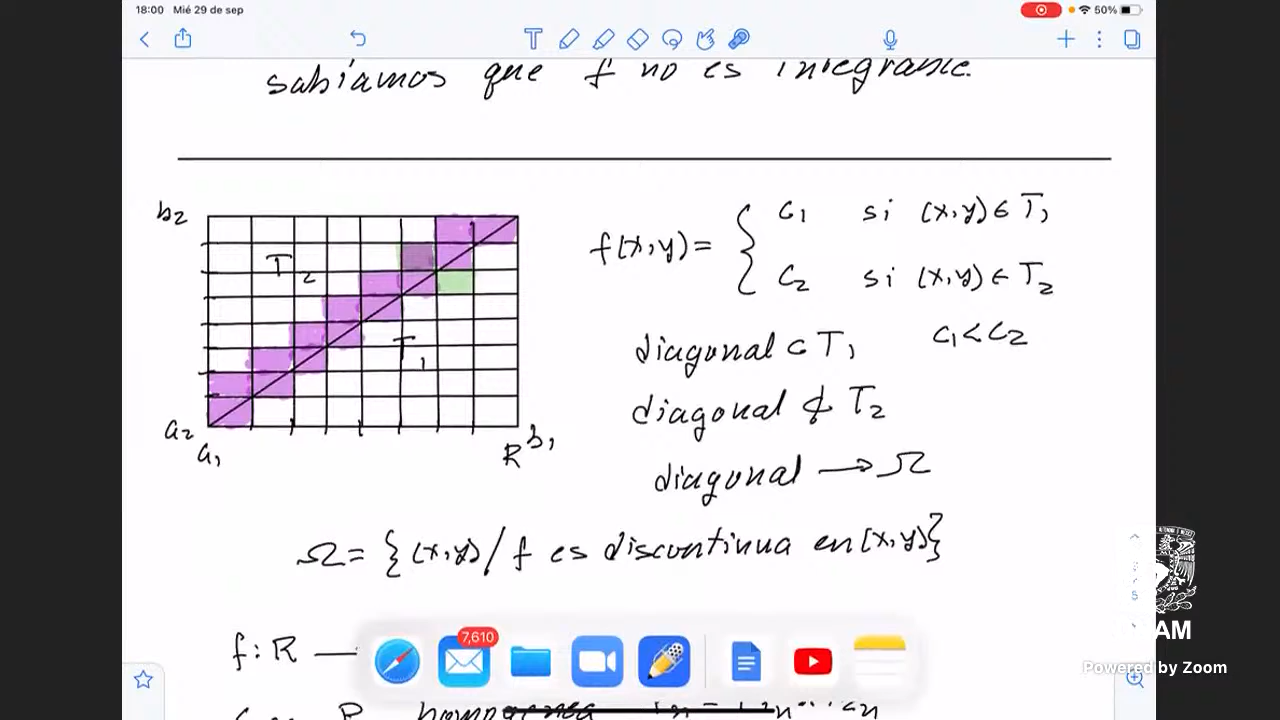 18:00 Mié 29 de sep
50%
sabíamos que f no es integrable.
b2
T2
T1
a2
a1
R b1
f(x,y) = { c1 si (x,y) ∈ T1
c2 si (x,y) ∈ T2
c1 < c2
diagonal ⊂ T1
diagonal ⊄ T2
diagonal → Ω
Ω = {(x,y) / f es discontinua en (x,y)}
f: R —
7,610
homogenea
Powered by Zoom